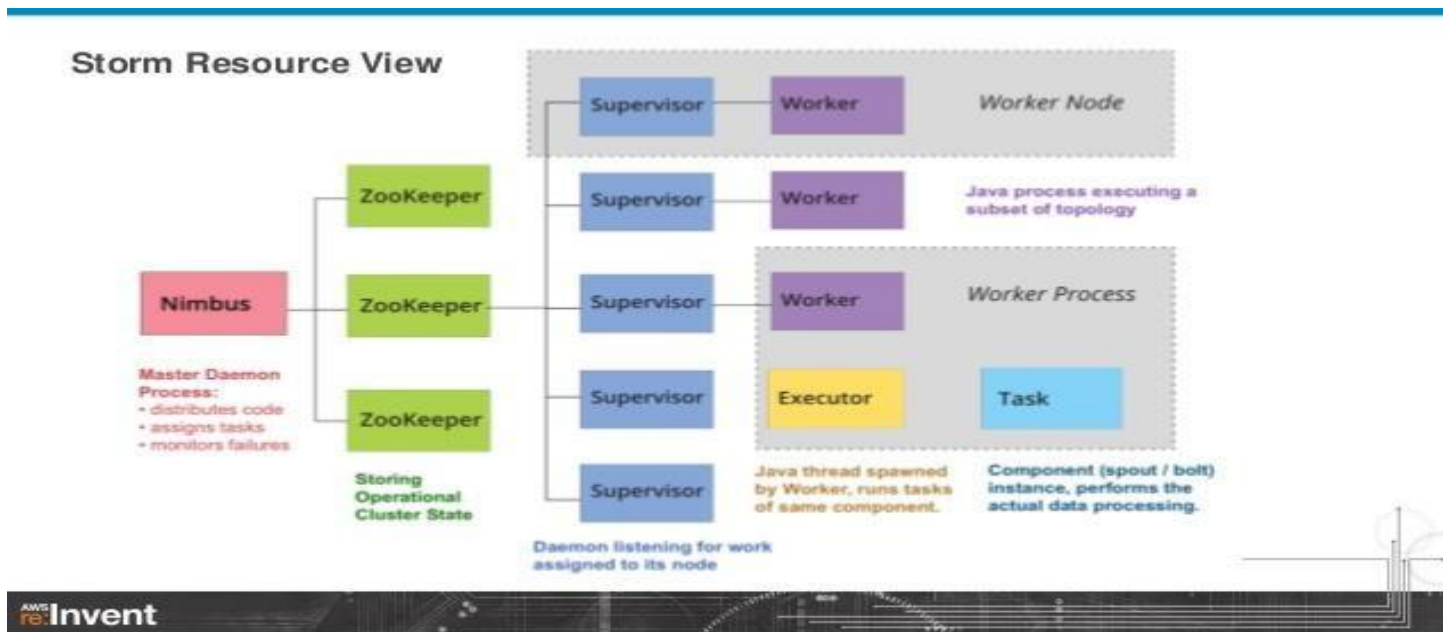 Storm Resource View
Supervisor
Worker
Worker Node
ZooKeeper
Supervisor
Worker
Java process executing a
subset of topology
Nimbus
ZooKeeper
Supervisor
Worker
Worker Process
Master Daemon
Process:
• distributes code
• assigns tasks
• monitors failures
ZooKeeper
Supervisor
Executor
Task
Storing
Operational
Cluster State
Supervisor
Java thread spawned
by Worker, runs tasks
of same component.
Component (spout / bolt)
instance, performs the
actual data processing.
Daemon listening for work
assigned to its node
AWS
re:Invent